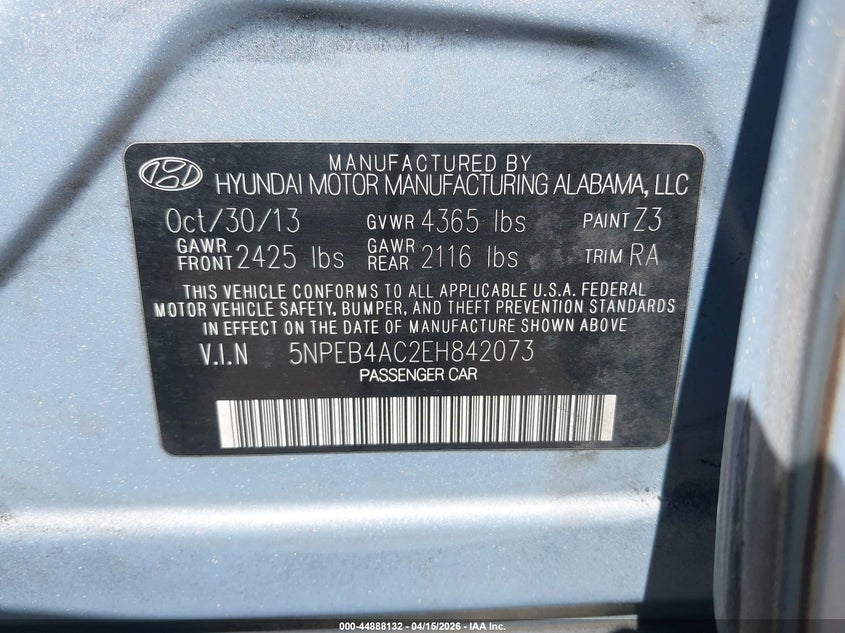 MANUFACTURED BY
HYUNDAI MOTOR MANUFACTURING ALABAMA, LLC
Oct/30/13 GVWR 4365 lbs PAINT Z3
GAWR FRONT 2425 lbs GAWR REAR 2116 lbs TRIM RA
THIS VEHICLE CONFORMS TO ALL APPLICABLE U.S.A. FEDERAL
MOTOR VEHICLE SAFETY, BUMPER, AND THEFT PREVENTION STANDARDS
IN EFFECT ON THE DATE OF MANUFACTURE SHOWN ABOVE
V.I.N 5NPEB4AC2EH842073
PASSENGER CAR
000-44888132 - 04/15/2026 - IAA Inc.